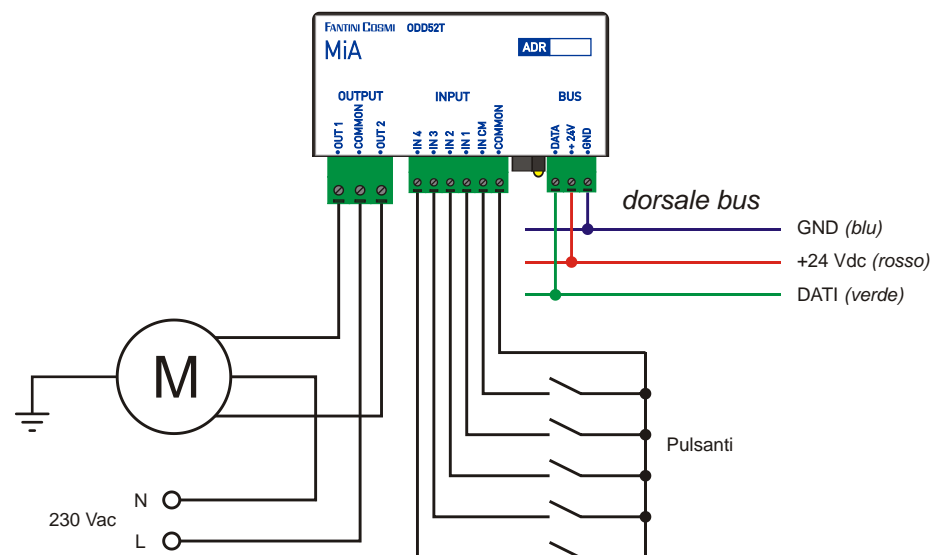 FANTINI COSMI ODD52T
MiA
ADR
OUTPUT INPUT BUS
•OUT 1
•COMMON
•OUT 2
•IN 4
•IN 3
•IN 2
•IN 1
•IN CM
•COMMON
•DATA
•+ 24V
•GND
dorsale bus
GND (blu)
+24 Vdc (rosso)
DATI (verde)
M
Pulsanti
N
230 Vac
L